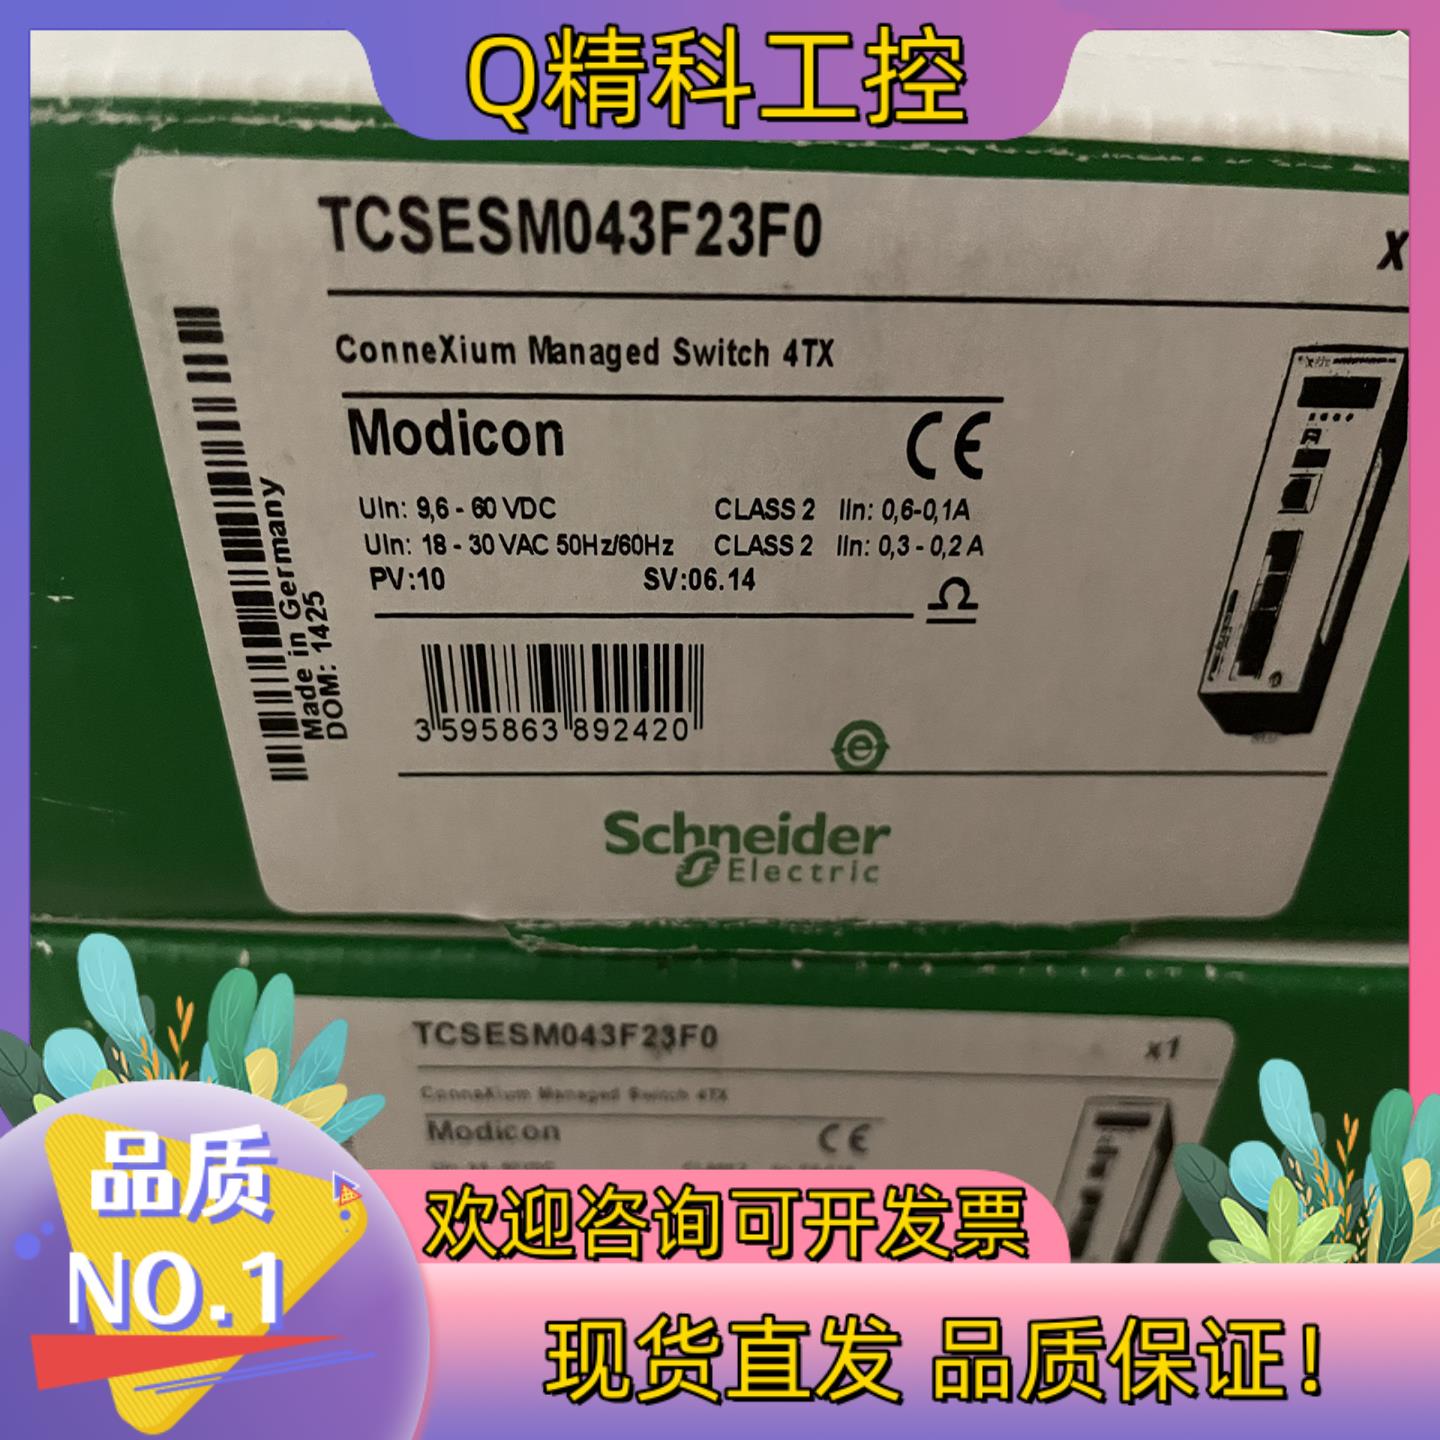 Q精科工控
TCSESM043F23F0
X
ConneXium Managed Switch 4TX
Modicon
CE
UIn: 9,6 - 60 VDC CLASS 2 IIn: 0,6-0,1A
UIn: 18 - 30 VAC 50Hz/60Hz CLASS 2 IIn: 0,3 - 0,2 A
PV:10 SV:06.14
Made in Germany
DOM: 1425
3 595863 892420
Schneider
Electric
TCSESM043F23F0
x1
ConneXium Managed Switch 4TX
Modicon
CE
品质
NO.1
欢迎咨询可开发票
现货直发 品质保证!